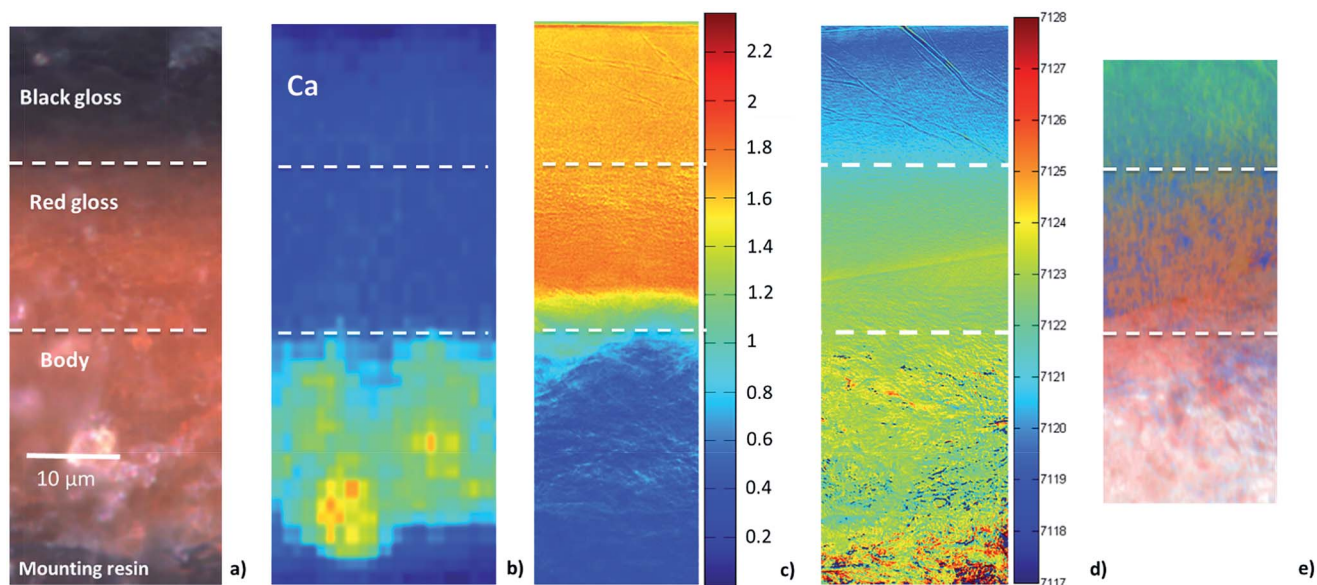 Black gloss
Red gloss
Body
10 µm
Mounting resin
a)
Ca
b)
2.2
2
1.8
1.6
1.4
1.2
1
0.8
0.6
0.4
0.2
c)
7128
7127
7126
7125
7124
7123
7122
7121
7120
7119
7118
7117
d)
e)